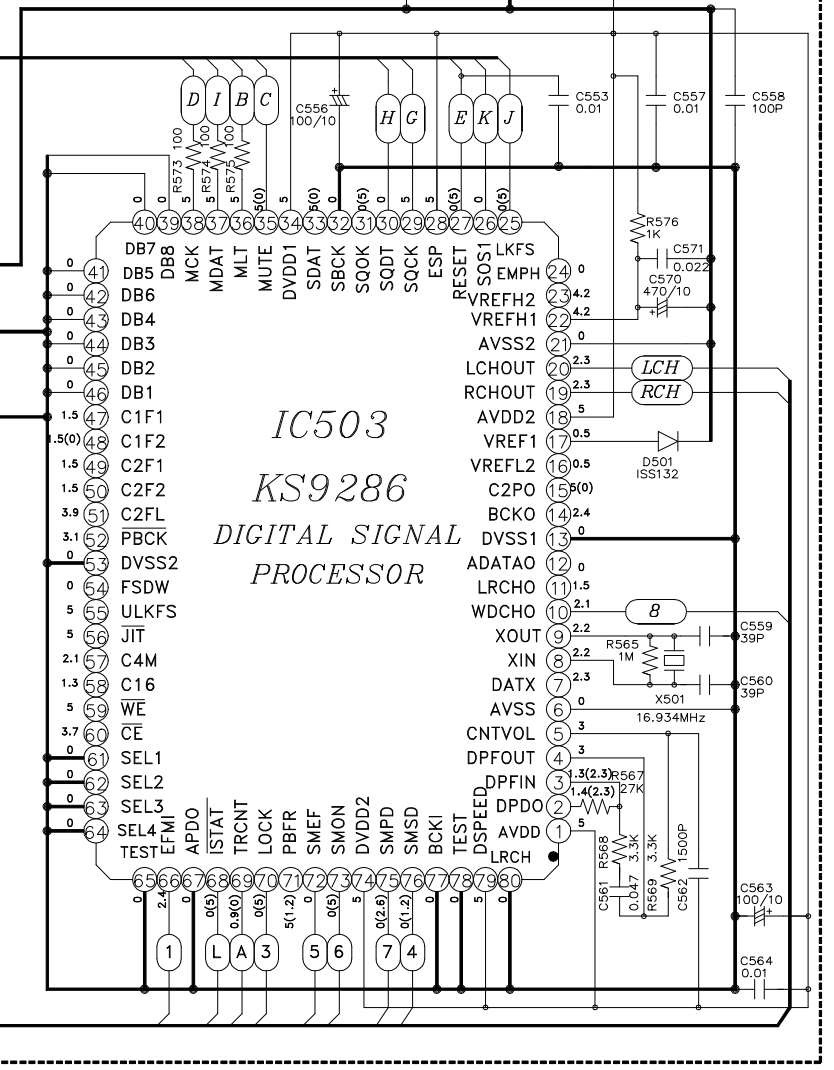 D I B C
H G E K J
C556
100/10
C553
0.01
C557
0.01
C558
100P
R573 100
R574 100
R575 100
0 0 5 5 5 5(0) 5 5(0) 0 0(5) 0 5 5 0(5) 0 0(5)
40 39 38 37 36 35 34 33 32 31 30 29 28 27 26 25
DB7 DB8 MCK MDAT MLT MUTE DVDD1 SDAT SBCK SQOK SQDT SQCK ESP RESET SOS1 LKFS
R576
1K
C571
0.022
C570
470/10
+
0 41 DB5
0 42 DB6
0 43 DB4
0 44 DB3
0 45 DB2
0 46 DB1
1.5 47 C1F1
1.5(0) 48 C1F2
1.5 49 C2F1
1.5 50 C2F2
3.9 51 C2FL
3.1 52 PBCK
0 53 DVSS2
0 54 FSDW
5 55 ULKFS
5 56 JIT
2.1 57 C4M
1.3 58 C16
5 59 WE
3.7 60 CE
0 61 SEL1
0 62 SEL2
0 63 SEL3
0 64 SEL4
IC503
KS9286
DIGITAL SIGNAL
PROCESSOR
EMPH 24 0
VREFH2 23 4.2
VREFH1 22 4.2
AVSS2 21 0
LCHOUT 20 2.3 LCH
RCHOUT 19 2.3 RCH
AVDD2 18 5
VREF1 17 0.5
D501
ISS132
VREFL2 16 0.5
C2PO 15 5(0)
BCKO 14 2.4
DVSS1 13 0
ADATAO 12 0
LRCHO 11 1.5
WDCHO 10 2.1 8
XOUT 9 2.2
XIN 8 2.2
DATX 7 2.3
AVSS 6 0
CNTVOL 5 3
DPFOUT 4 3
DPFIN 3 1.3(2.3)
DPDO 2 1.4(2.3)
AVDD 1 5
C559
39P
R565
1M
C560
39P
X501
16.934MHz
R567
27K
R568 3.3K
C561 0.047
R569 3.3K
C562 1500P
C563
100/10
+
C564
0.01
TEST EFMI APDO ISTAT TRCNT LOCK PBFR SMEF SMON DVDD2 SMPD SMSD BCKI TEST DSPEED LRCH
65 66 67 68 69 70 71 72 73 74 75 76 77 78 79 80
0 2.4 0 0(5) 0.9(0) 0(5) 5(1.2) 0 0(5) 5 0(2.6) 0(1.2) 0 0 5 0
1 L A 3 5 6 7 4